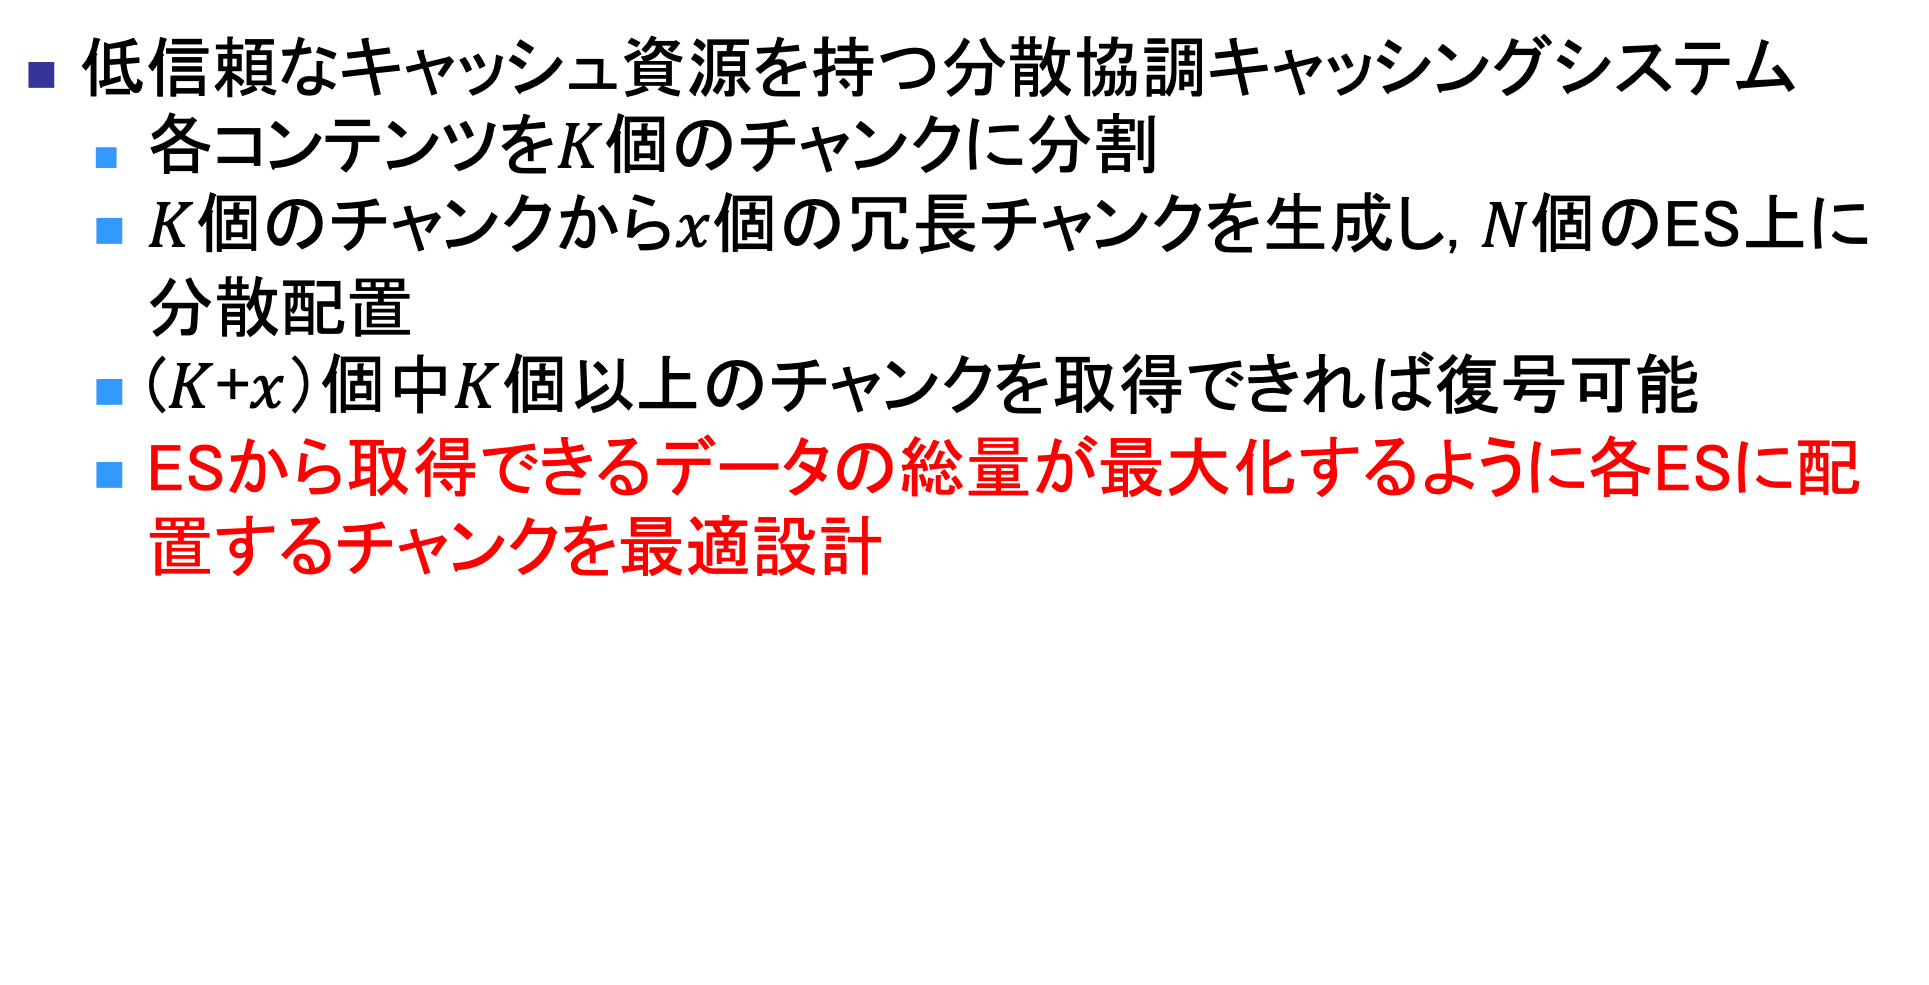 低信頼なキャッシュ資源を持つ分散協調キャッシングシステム
各コンテンツをK個のチャンクに分割
K個のチャンクからx個の冗長チャンクを生成し, N個のES上に
分散配置
(K+x)個中K個以上のチャンクを取得できれば復号可能
ESから取得できるデータの総量が最大化するように各ESに配
置するチャンクを最適設計